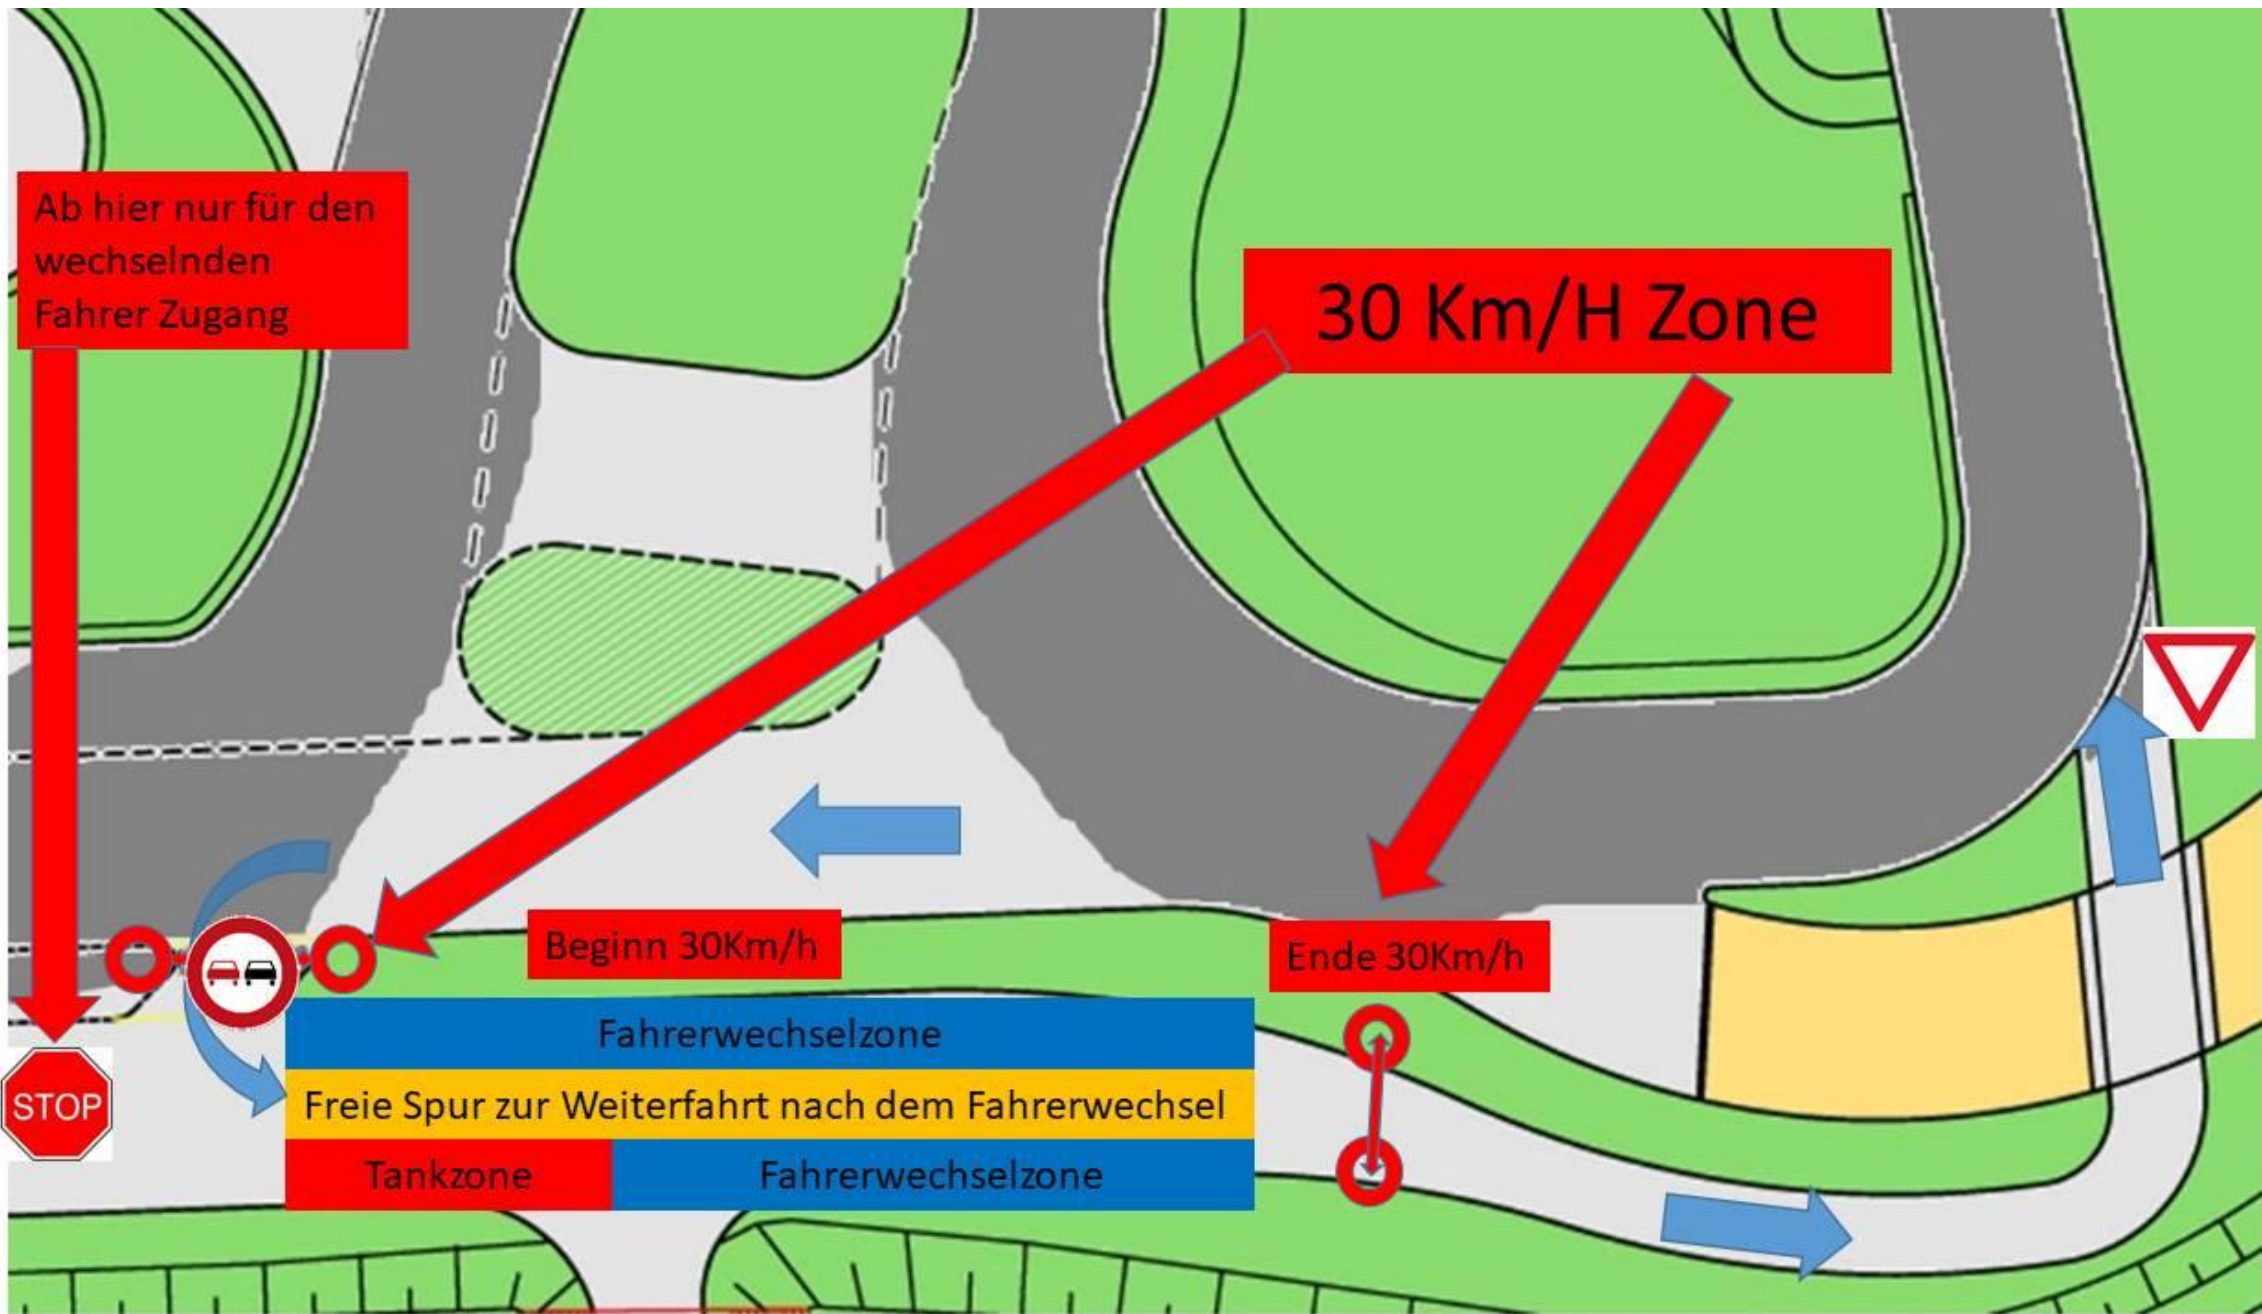 Ab hier nur für den
wechselnden
Fahrer Zugang
30 Km/H Zone
Beginn 30Km/h
Ende 30Km/h
Fahrerwechselzone
Freie Spur zur Weiterfahrt nach dem Fahrerwechsel
STOP
Tankzone
Fahrerwechselzone